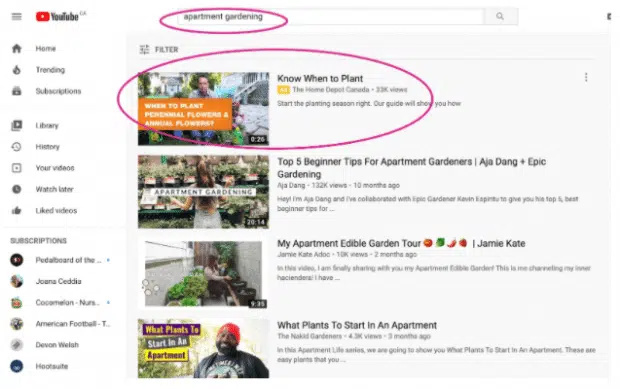 YouTube CA
apartment gardening
Home
Trending
Subscriptions
Library
History
Your videos
Watch later
Liked videos
SUBSCRIPTIONS
Pedalboard of the ...
Joana Ceddia
Cocomelon - Nurs...
American Football - T...
Devon Welsh
Hootsuite
FILTER
WHEN TO PLANT
PERENNIAL FLOWERS &
ANNUAL FLOWERS?
0:26
Know When to Plant
Ad The Home Depot Canada • 33K views
Start the planting season right. Our guide will show you how
APARTMENT GARDENING
20:14
Top 5 Beginner Tips For Apartment Gardeners | Aja Dang + Epic
Gardening
Aja Dang • 132K views • 10 months ago
Hey! I'm Aja Dang and I've collaborated with Epic Gardener Kevin Espiritu to give you his top 5, best
beginner tips for ...
9:35
My Apartment Edible Garden Tour | Jamie Kate
Jamie Kate Adoc • 16K views • 2 months ago
In this video, I am finally sharing with you my Apartment Edible Garden! This is me channeling my inner
hacienders! I have ...
What Plants To
Start In An
Apartment
What Plants To Start In An Apartment
The Nakid Gardeners • 4.3K views • 3 months ago
In this Apartment Life series, we are going to show you What Plants To Start In An Apartment. These are
easy plants that you ...